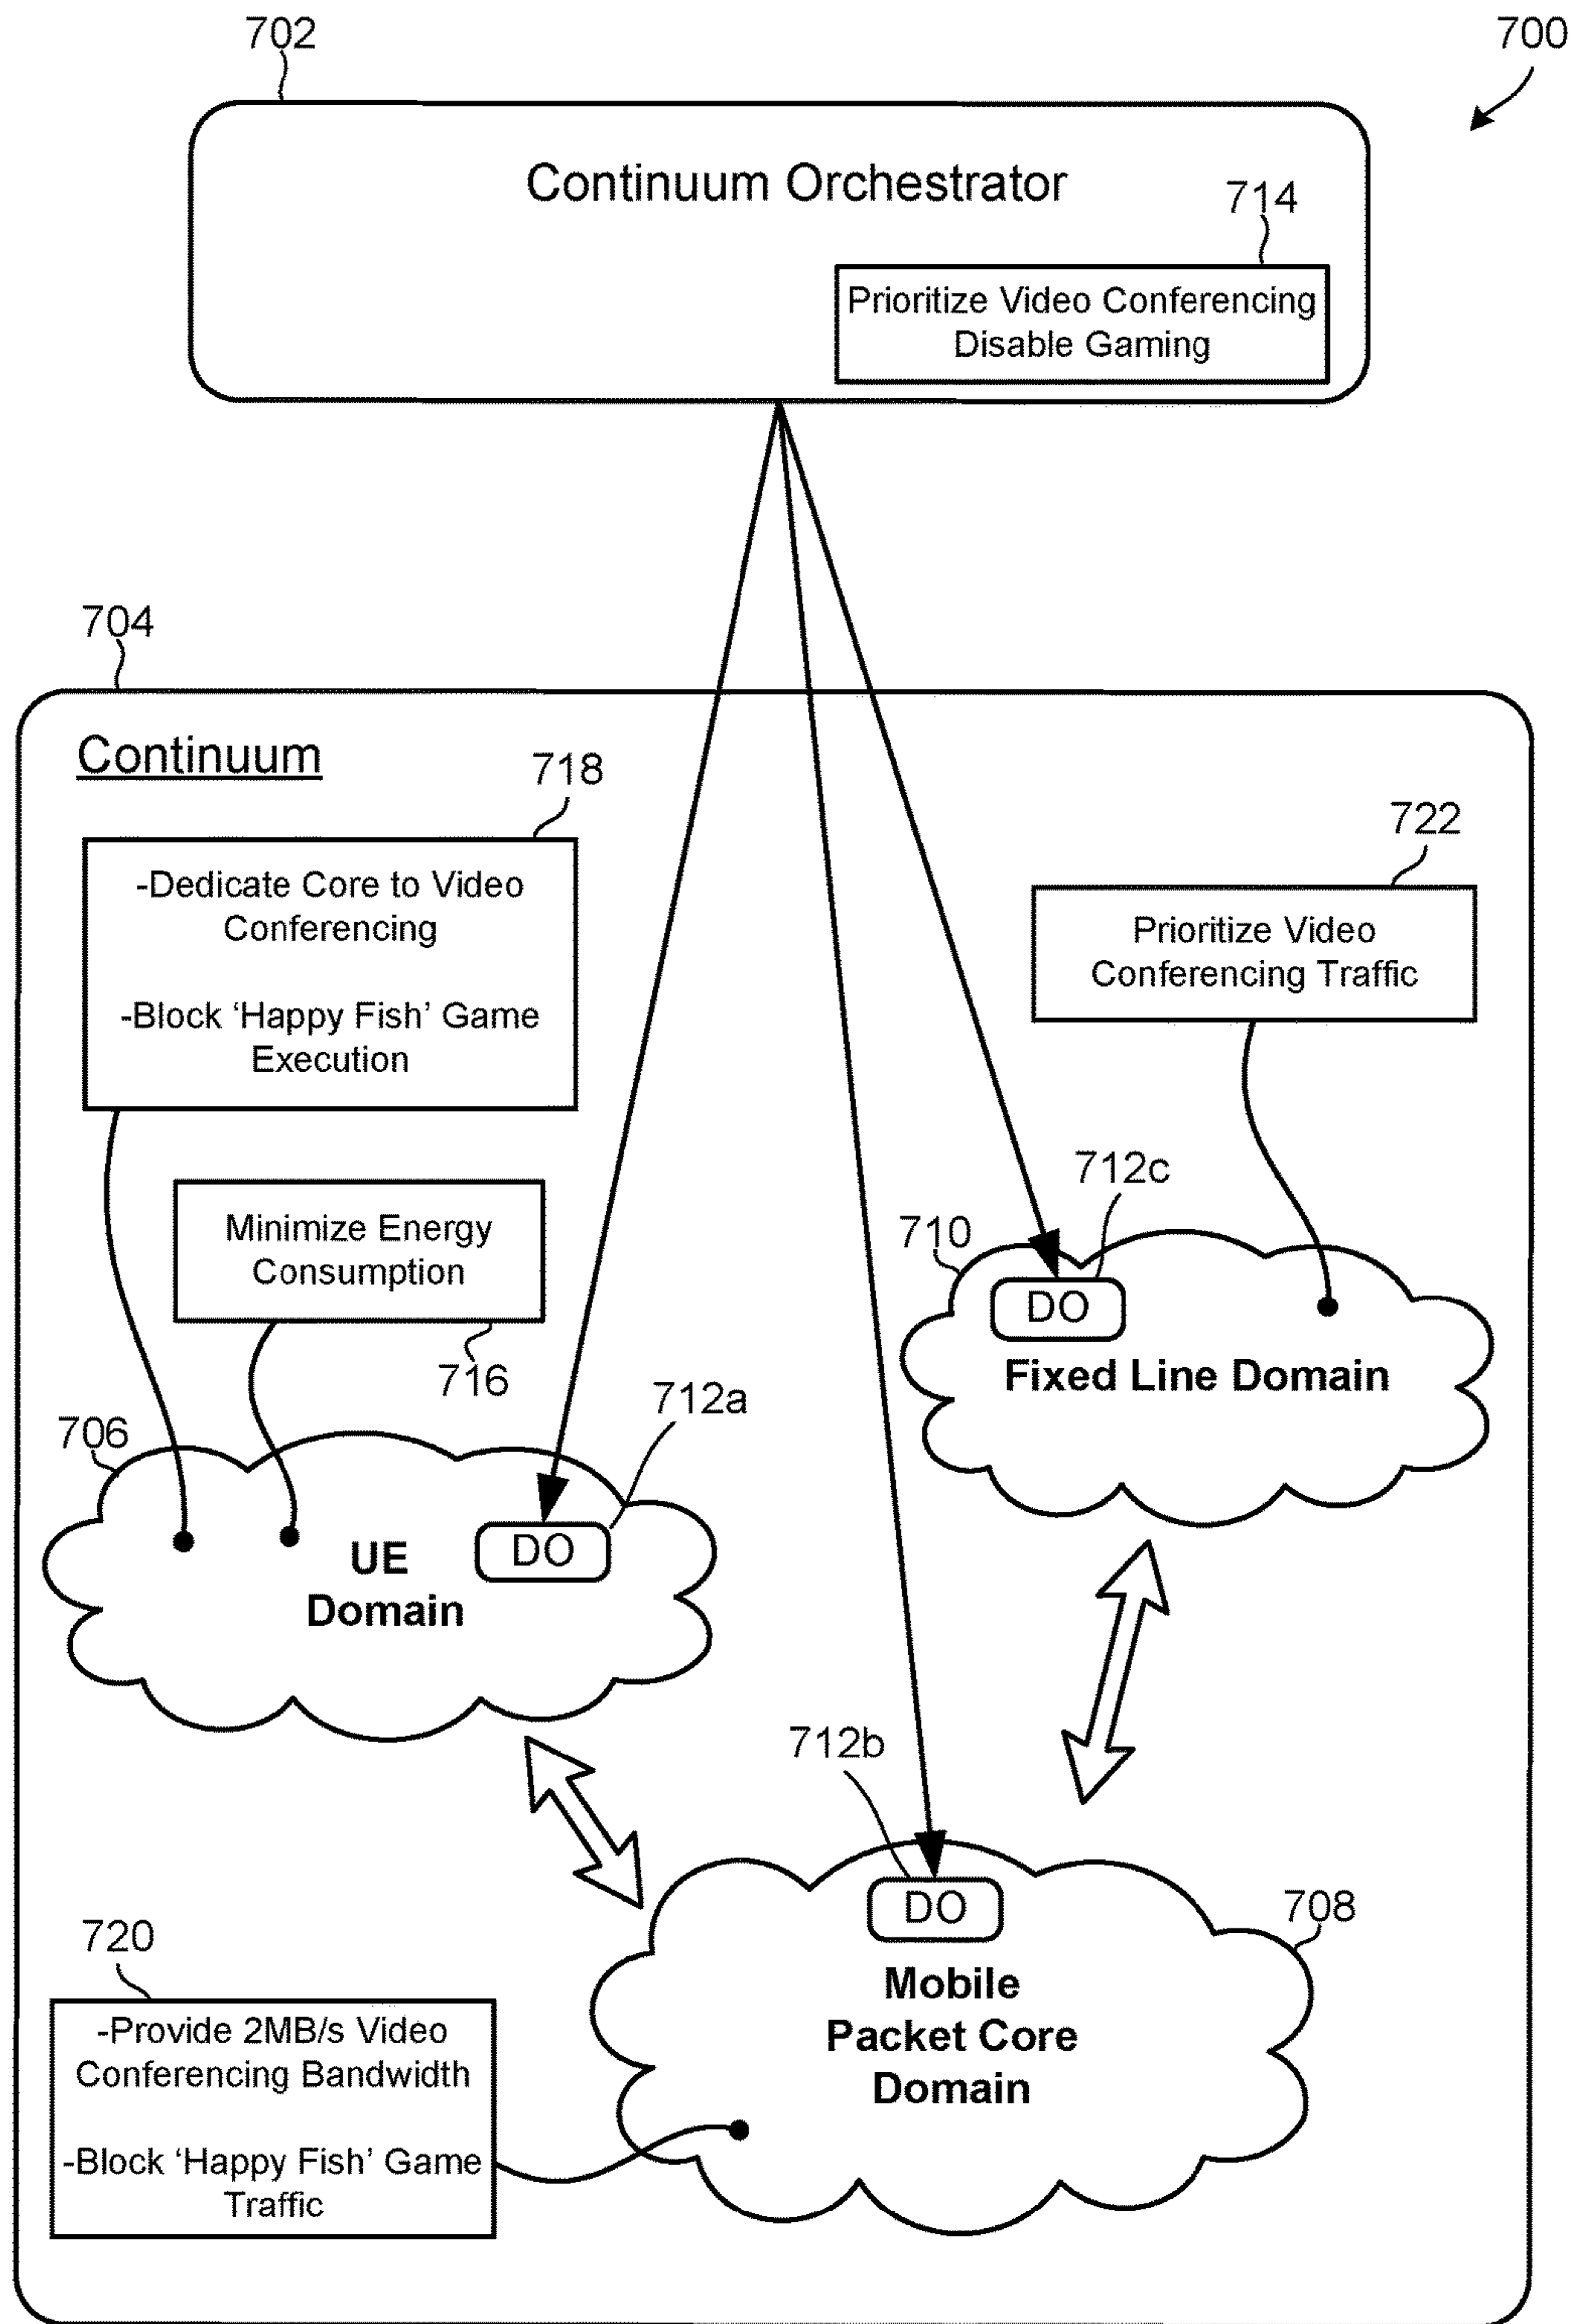 702
700
Continuum Orchestrator
714
Prioritize Video Conferencing
Disable Gaming
704
Continuum
718
-Dedicate Core to Video
Conferencing
-Block ‘Happy Fish’ Game
Execution
722
Prioritize Video
Conferencing Traffic
Minimize Energy
Consumption
716
712c
710
DO
Fixed Line Domain
712a
706
DO
UE
Domain
712b
DO
708
Mobile
Packet Core
Domain
720
-Provide 2MB/s Video
Conferencing Bandwidth
-Block ‘Happy Fish’ Game
Traffic